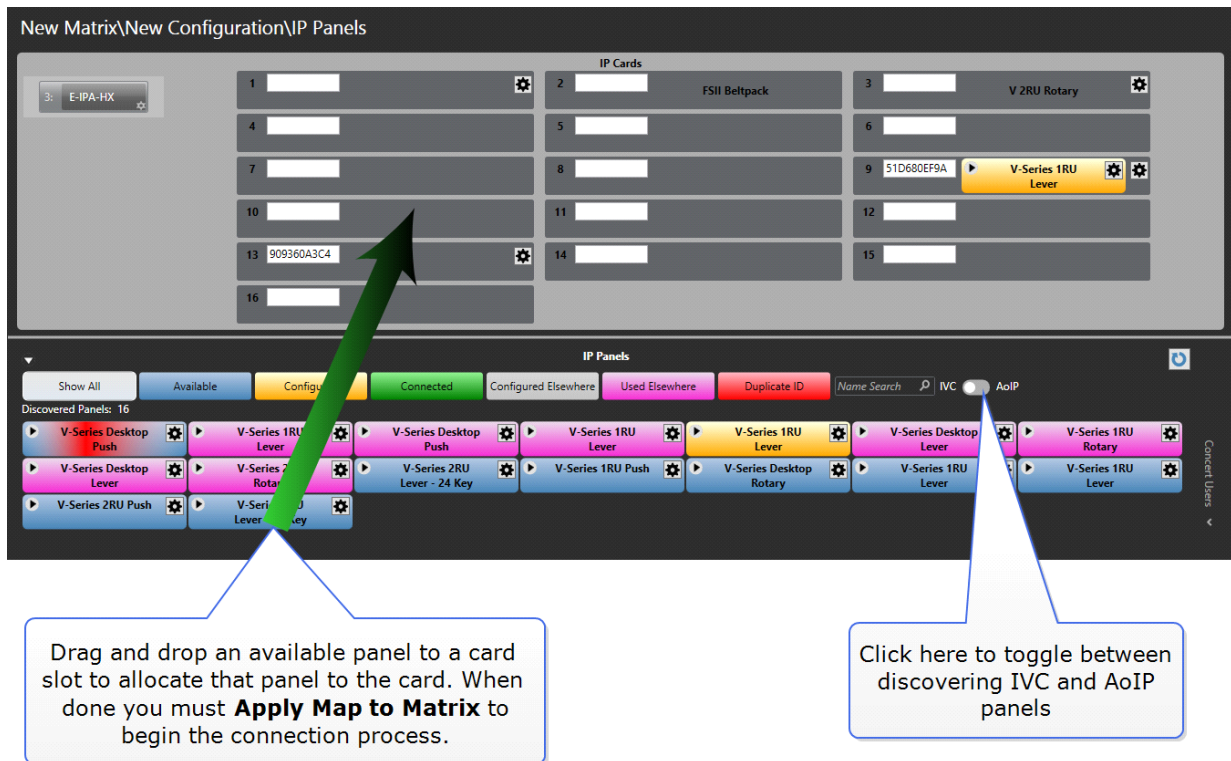 New Matrix\New Configuration\IP Panels
IP Cards
3: E-IPA-HX
1
2 FSII Beltpack
3 V 2RU Rotary
4
5
6
7
8
9 51D680EF9A V-Series 1RU
Lever
10
11
12
13 909360A3C4
14
15
16
IP Panels
Show All Available Connected Configured Elsewhere Used Elsewhere Duplicate ID Name Search IVC AoIP
Discovered Panels: 16
V-Series Desktop
Push
V-Series 1RU
Lever
V-Series Desktop
Push
V-Series 1RU
Lever
V-Series 1RU
Lever
V-Series Desktop
Lever
V-Series 1RU
Rotary
V-Series Desktop
Lever
V-Series
V-Series 2RU
Lever - 24 Key
V-Series 1RU Push
V-Series Desktop
Rotary
V-Series 1RU
Lever
V-Series 1RU
Lever
V-Series 2RU Push
Lever
Concert Users
Drag and drop an available panel to a card
slot to allocate that panel to the card. When
done you must Apply Map to Matrix to
begin the connection process.
Click here to toggle between
discovering IVC and AoIP
panels